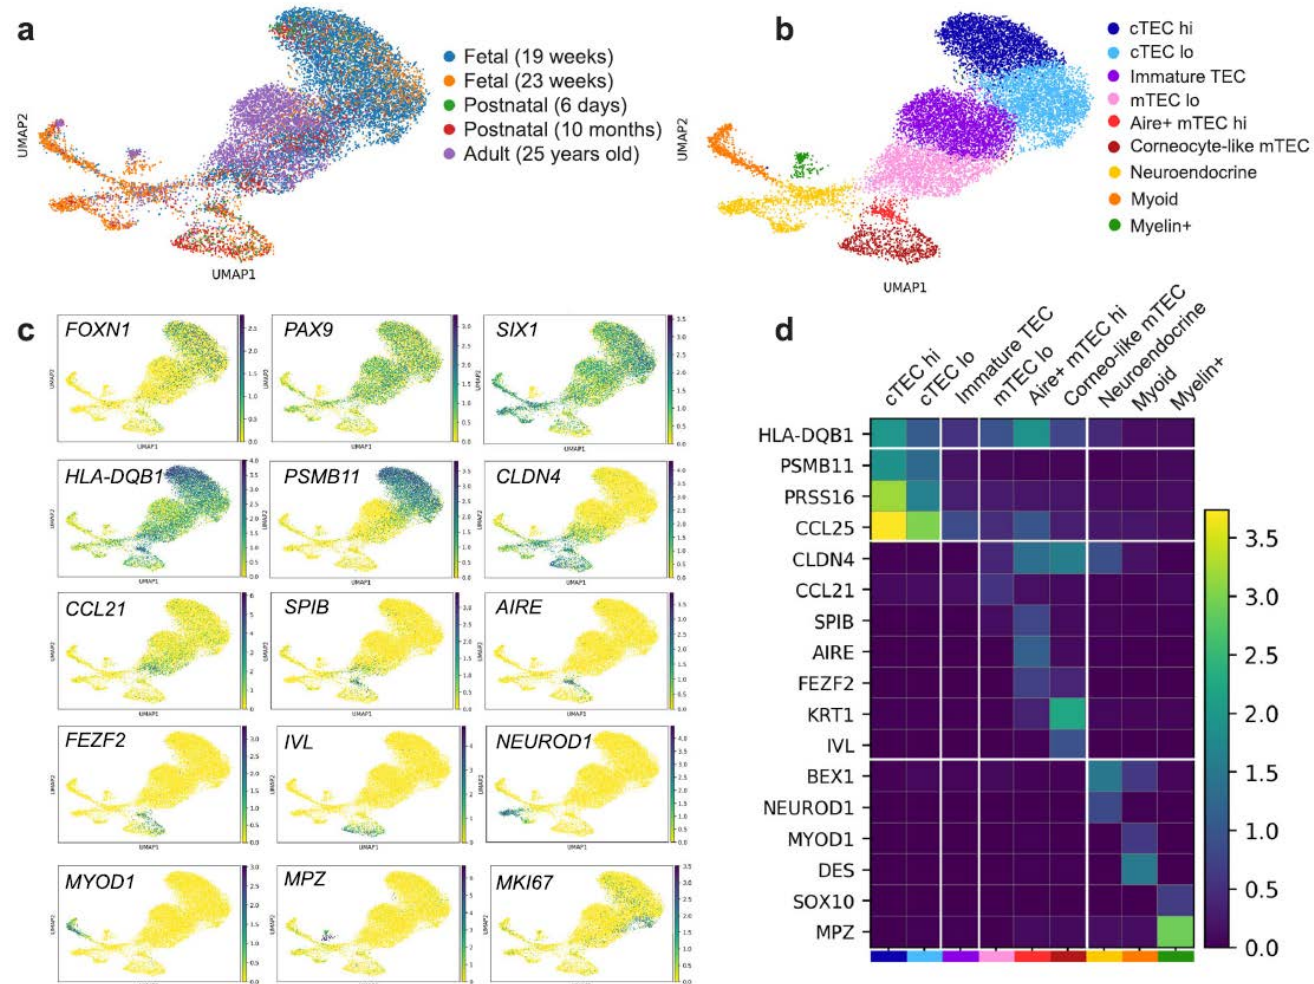 a
Fetal (19 weeks)
Fetal (23 weeks)
Postnatal (6 days)
Postnatal (10 months)
Adult (25 years old)
UMAP2
UMAP1
b
cTEC hi
cTEC lo
Immature TEC
mTEC lo
Aire+ mTEC hi
Corneocyte-like mTEC
Neuroendocrine
Myoid
Myelin+
UMAP2
UMAP1
c
FOXN1
PAX9
SIX1
HLA-DQB1
PSMB11
CLDN4
CCL21
SPIB
AIRE
FEZF2
IVL
NEUROD1
MYOD1
MPZ
MKI67
d
cTEC hi
cTEC lo
Immature TEC
mTEC lo
Aire+ mTEC hi
Corneo-like mTEC
Neuroendocrine
Myoid
Myelin+
HLA-DQB1
PSMB11
PRSS16
CCL25
CLDN4
CCL21
SPIB
AIRE
FEZF2
KRT1
IVL
BEX1
NEUROD1
MYOD1
DES
SOX10
MPZ
3.5
3.0
2.5
2.0
1.5
1.0
0.5
0.0